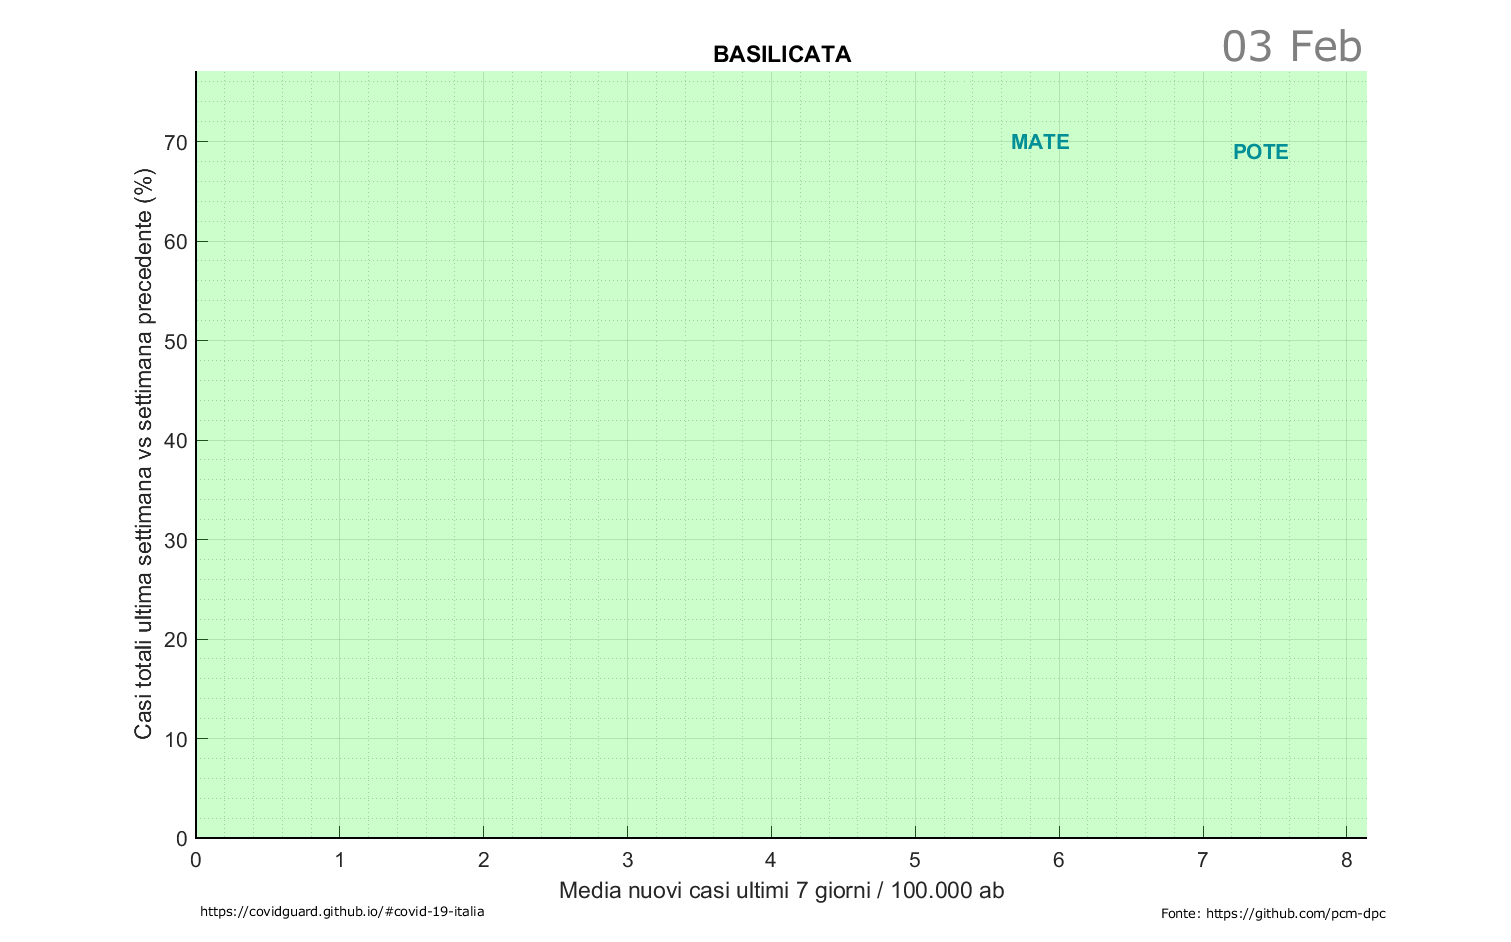 BASILICATA
03 Feb
MATE
POTE
70
60
50
40
30
20
10
0
Casi totali ultima settimana vs settimana precedente (%)
0 1 2 3 4 5 6 7 8
Media nuovi casi ultimi 7 giorni / 100.000 ab
https://covidguard.github.io/#covid-19-italia
Fonte: https://github.com/pcm-dpc